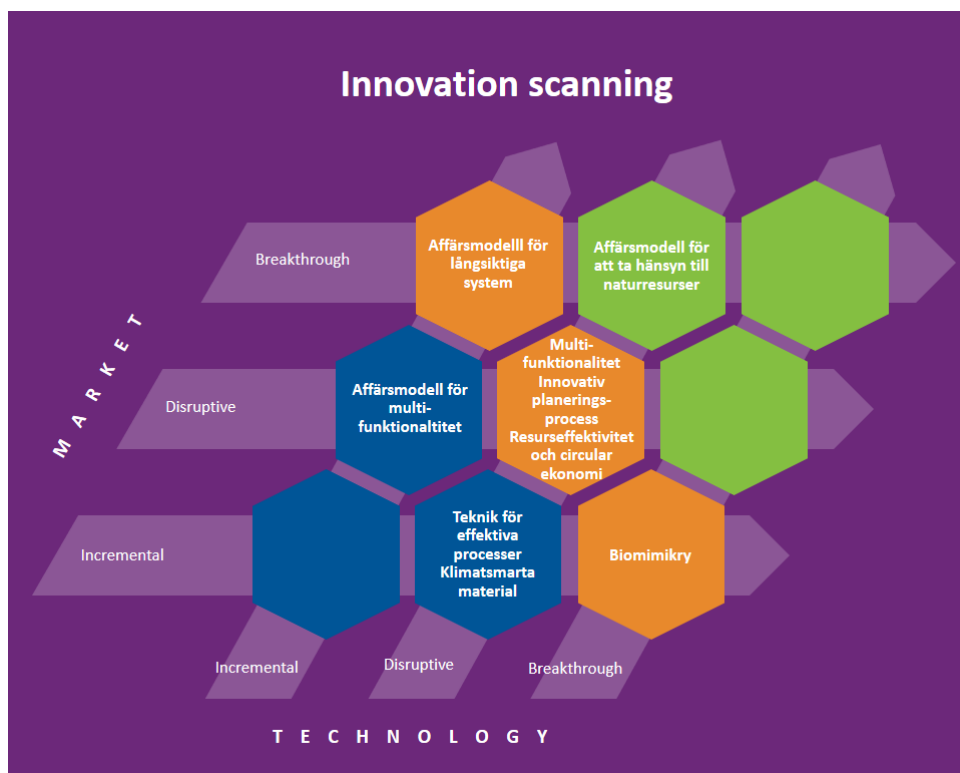 Innovation scanning
Breakthrough
Affärsmodelll för
långsiktiga
system
Affärsmodell för
att ta hänsyn till
naturresurser
MARKET
Disruptive
Affärsmodell för
multi-
funktionaltitet
Multi-
funktionalitet
Innovativ
planerings-
process
Resurseffektivitet
och circular
ekonomi
Incremental
Teknik för
effektiva
processer
Klimatsmarta
material
Biomimikry
Incremental
Disruptive
Breakthrough
TECHNOLOGY